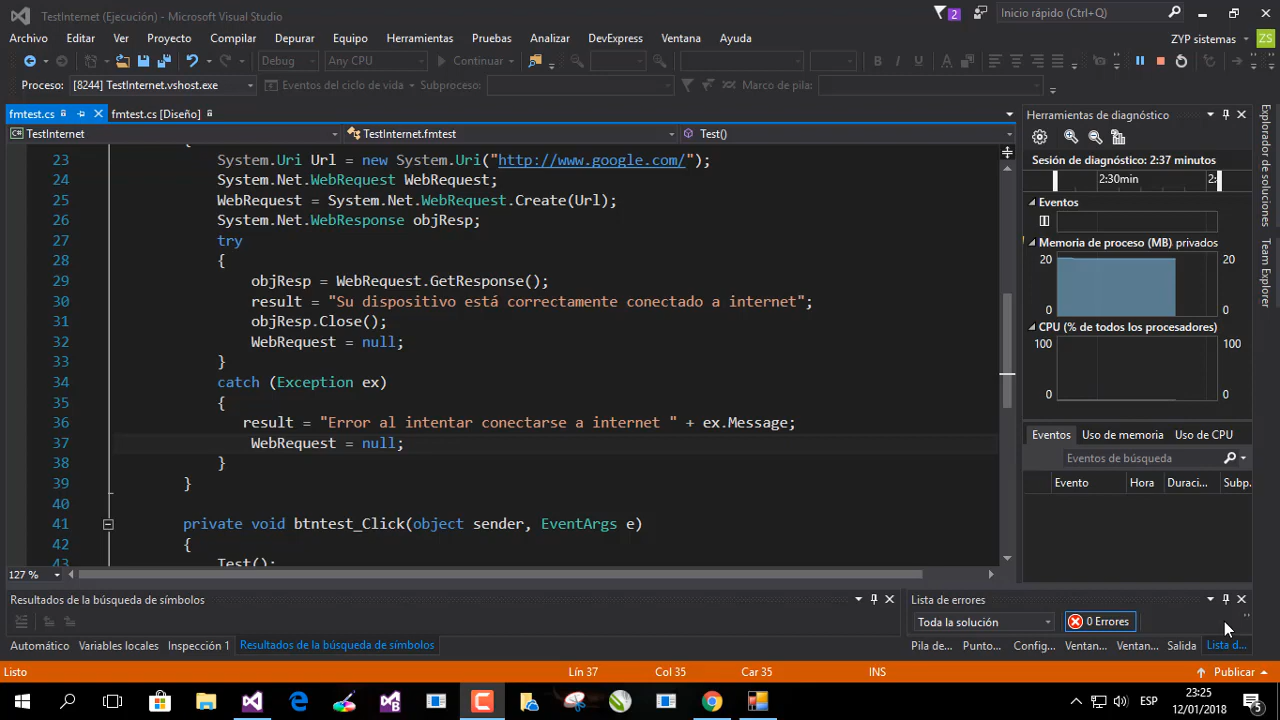 TestInternet (Ejecución) - Microsoft Visual Studio
2
Inicio rápido (Ctrl+Q)
Archivo Editar Ver Proyecto Compilar Depurar Equipo Herramientas Pruebas Analizar DevExpress Ventana Ayuda
ZYP sistemas ZS
Debug Any CPU Continuar
Proceso: [8244] TestInternet.vshost.exe Eventos del ciclo de vida Subproceso: Marco de pila:
fmtest.cs fmtest.cs [Diseño]
TestInternet TestInternet.fmtest Test()
23 System.Uri Url = new System.Uri("http://www.google.com/");
24 System.Net.WebRequest WebRequest;
25 WebRequest = System.Net.WebRequest.Create(Url);
26 System.Net.WebResponse objResp;
27 try
28 {
29 objResp = WebRequest.GetResponse();
30 result = "Su dispositivo está correctamente conectado a internet";
31 objResp.Close();
32 WebRequest = null;
33 }
34 catch (Exception ex)
35 {
36 result = "Error al intentar conectarse a internet " + ex.Message;
37 WebRequest = null;
38 }
39 }
40
41 private void btntest_Click(object sender, EventArgs e)
42 {
43 Test();
127 %
Herramientas de diagnóstico
Sesión de diagnóstico: 2:37 minutos
2:30min 2:
Eventos
Memoria de proceso (MB) privados
20 20
0 0
CPU (% de todos los procesadores)
100 100
0 0
Eventos Uso de memoria Uso de CPU
Eventos de búsqueda
Evento Hora Duraci... Subp.
Explorador de soluciones
Team Explorer
Resultados de la búsqueda de símbolos
Automático Variables locales Inspección 1 Resultados de la búsqueda de símbolos
Lista de errores
Toda la solución 0 Errores
Pila de... Punto... Config... Ventan... Ventan... Salida Lista d...
Listo Lín 37 Col 35 Car 35 INS Publicar
ESP
23:25
12/01/2018
5